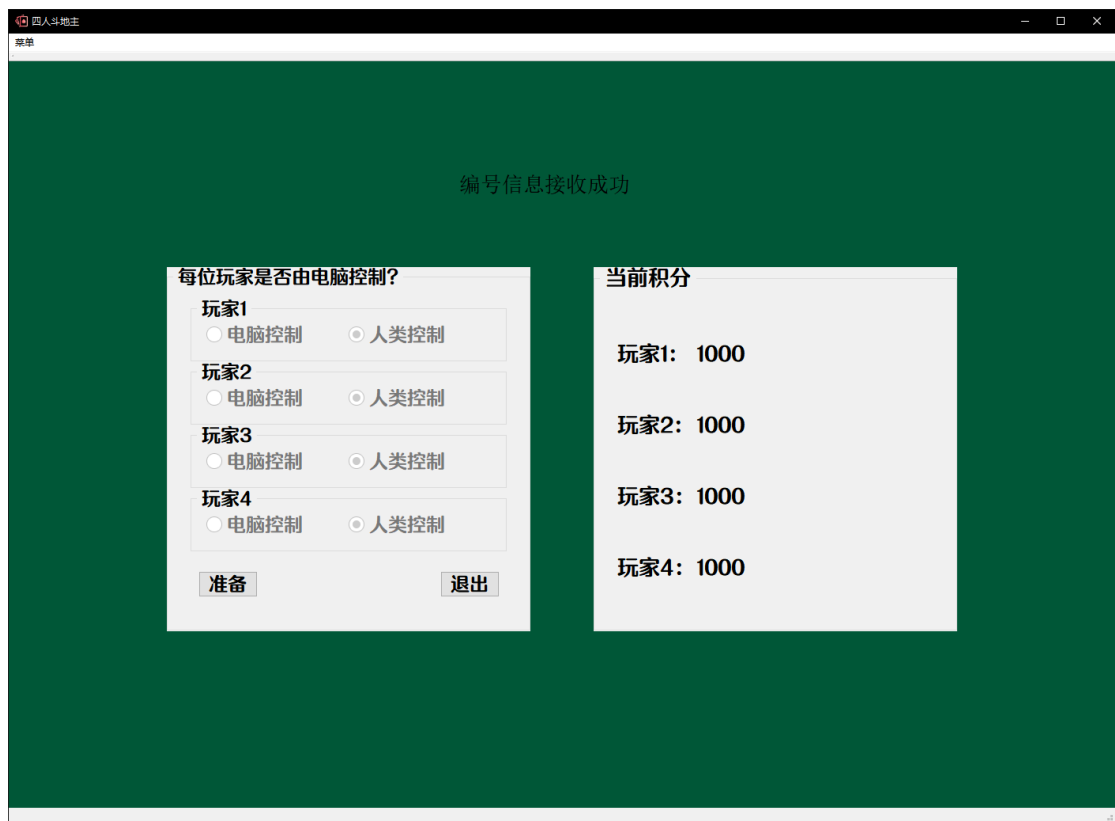 四人斗地主
菜单
编号信息接收成功
每位玩家是否由电脑控制?
玩家1
电脑控制 人类控制
玩家2
电脑控制 人类控制
玩家3
电脑控制 人类控制
玩家4
电脑控制 人类控制
准备 退出
当前积分
玩家1: 1000
玩家2: 1000
玩家3: 1000
玩家4: 1000